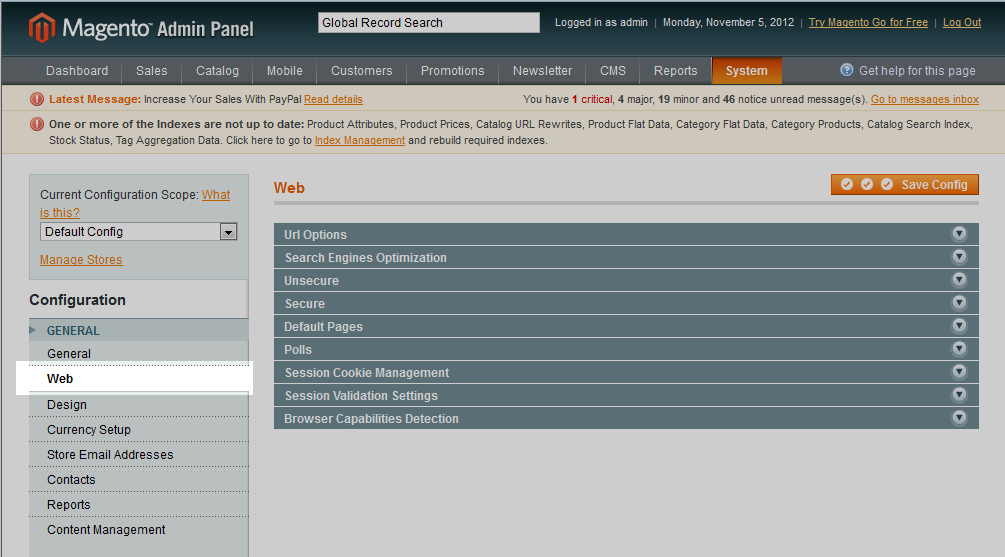 Magento™ Admin Panel
Global Record Search
Logged in as admin | Monday, November 5, 2012 | Try Magento Go for Free | Log Out
Dashboard Sales Catalog Mobile Customers Promotions Newsletter CMS Reports System
Get help for this page
Latest Message: Increase Your Sales With PayPal Read details
You have 1 critical, 4 major, 19 minor and 46 notice unread message(s). Go to messages inbox
One or more of the Indexes are not up to date: Product Attributes, Product Prices, Catalog URL Rewrites, Product Flat Data, Category Flat Data, Category Products, Catalog Search Index,
Stock Status, Tag Aggregation Data. Click here to go to Index Management and rebuild required indexes.
Current Configuration Scope: What
is this?
Default Config
Manage Stores
Configuration
GENERAL
General
Web
Design
Currency Setup
Store Email Addresses
Contacts
Reports
Content Management
Web
Save Config
Url Options
Search Engines Optimization
Unsecure
Secure
Default Pages
Polls
Session Cookie Management
Session Validation Settings
Browser Capabilities Detection